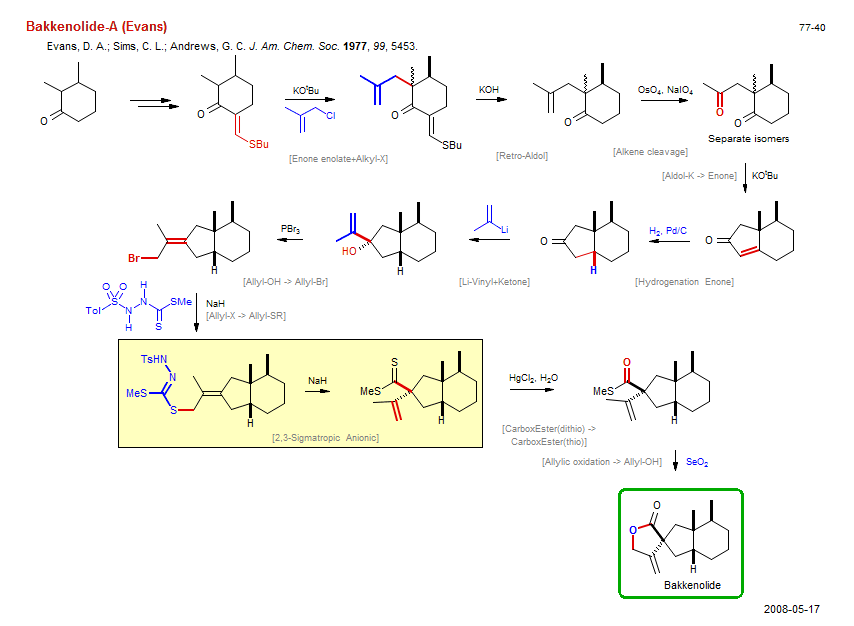 Bakkenolide-A (Evans)
77-40
Evans, D. A.; Sims, C. L.; Andrews, G. C. J. Am. Chem. Soc. 1977, 99, 5453.
O
O
SBu
KOᵗBu
Cl
[Enone enolate+Alkyl-X]
O
SBu
KOH
[Retro-Aldol]
O
OsO₄, NaIO₄
[Alkene cleavage]
O
O
Separate isomers
[Aldol-K -> Enone]
KOᵗBu
Br
H
PBr₃
[Allyl-OH -> Allyl-Br]
HO
H
Li
[Li-Vinyl+Ketone]
O
H
H₂, Pd/C
[Hydrogenation Enone]
O
O O
Tol
S
N
H
N
H
SMe
S
NaH
[Allyl-X -> Allyl-SR]
TsHN
N
MeS
S
H
NaH
[2,3-Sigmatropic Anionic]
S
MeS
H
HgCl₂, H₂O
[CarboxEster(dithio) ->
CarboxEster(thio)]
O
MeS
H
[Allylic oxidation -> Allyl-OH]
SeO₂
O
O
H
Bakkenolide
2008-05-17